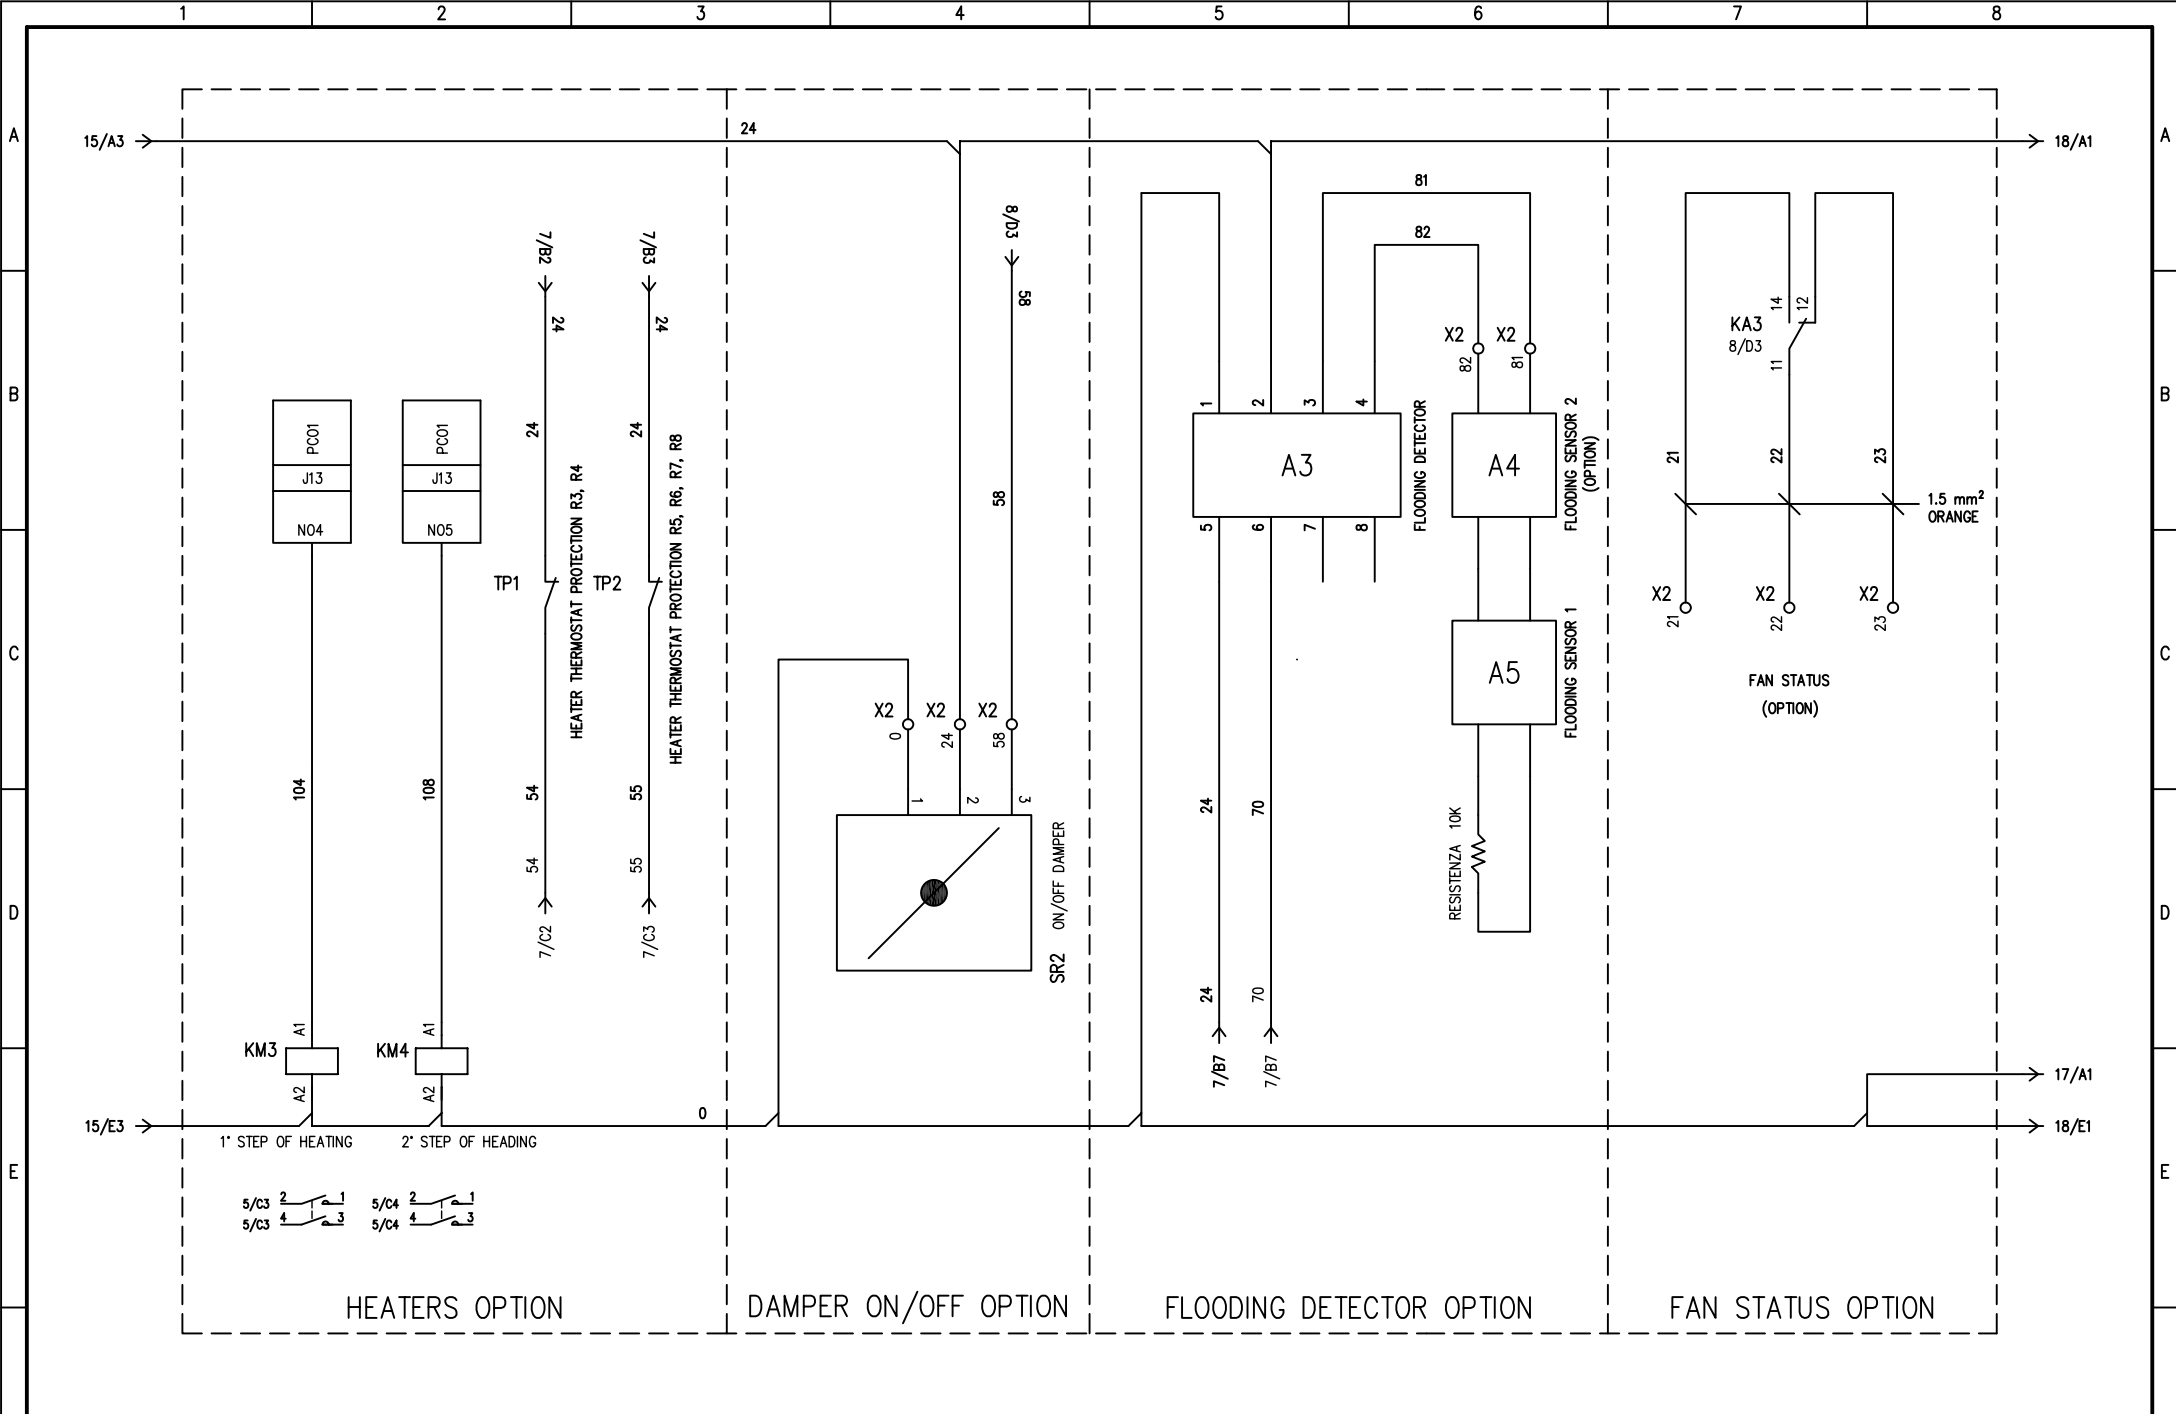 1 2 3 4 5 6 7 8
A A
15/A3 24 18/A1
81
82
7/B2 7/B3 8/D3
24 24 58
X2 X2
82 81
14 12
KA3
8/D3
11
B B
PC01 PC01
J13 J13
NO4 NO5
24 24
HEATER THERMOSTAT PROTECTION R3, R4
HEATER THERMOSTAT PROTECTION R5, R6, R7, R8
TP1 TP2
58
1 2 3 4
A3
5 6 7 8
FLOODING DETECTOR
A4
FLOODING SENSOR 2
(OPTION)
21 22 23
1.5 mm²
ORANGE
X2 X2 X2
21 22 23
FAN STATUS
(OPTION)
C C
A5
FLOODING SENSOR 1
X2 X2 X2
0 24 58
1 2 3
104 108 54 55
54 55
7/C2 7/C3
SR2 ON/OFF DAMPER
24 70
RESISTENZA 10K
D D
24 70
7/B7 7/B7
A1 A1
KM3 KM4
A2 A2
17/A1
15/E3 0 18/E1
1° STEP OF HEATING 2° STEP OF HEADING
E E
5/C3 2 1 5/C4 2 1
5/C3 4 3 5/C4 4 3
HEATERS OPTION DAMPER ON/OFF OPTION FLOODING DETECTOR OPTION FAN STATUS OPTION